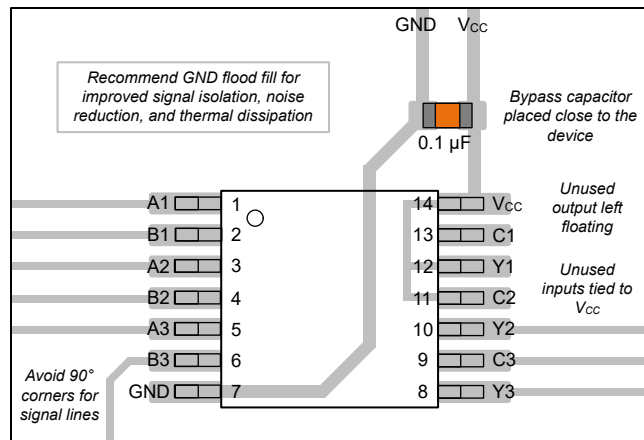 GND VCC
Recommend GND flood fill for
improved signal isolation, noise
reduction, and thermal dissipation
Bypass capacitor
placed close to the
device
0.1 µF
A1 1 14 VCC
B1 2 13 C1
A2 3 12 Y1
B2 4 11 C2
A3 5 10 Y2
B3 6 9 C3
GND 7 8 Y3
Unused
output left
floating
Unused
inputs tied to
VCC
Avoid 90°
corners for
signal lines